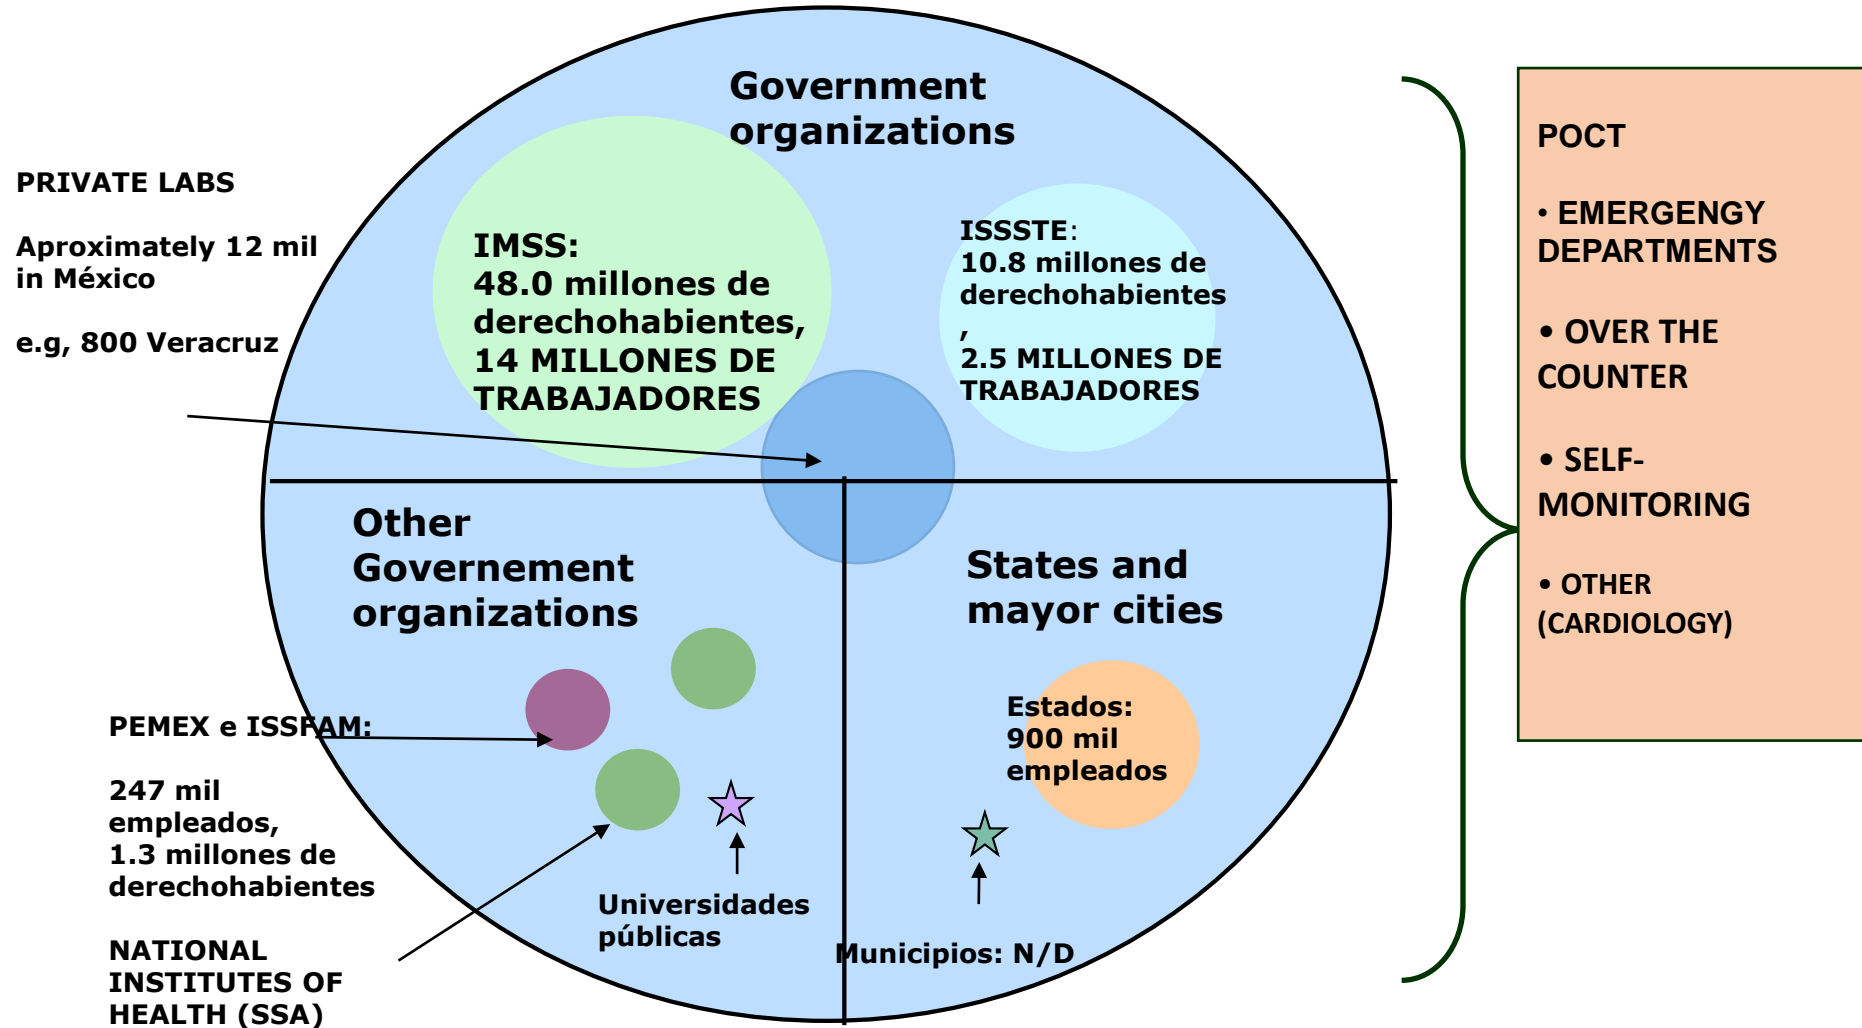 Government
organizations
PRIVATE LABS
Aproximately 12 mil
in México
e.g, 800 Veracruz
IMSS:
48.0 millones de
derechohabientes,
14 MILLONES DE
TRABAJADORES
ISSSTE:
10.8 millones de
derechohabientes
,
2.5 MILLONES DE
TRABAJADORES
Other
Governement
organizations
States and
mayor cities
PEMEX e ISSFAM:
247 mil
empleados,
1.3 millones de
derechohabientes
NATIONAL
INSTITUTES OF
HEALTH (SSA)
Universidades
públicas
Estados:
900 mil
empleados
Municipios: N/D
POCT
• EMERGENGY
DEPARTMENTS
• OVER THE
COUNTER
• SELF-
MONITORING
• OTHER
(CARDIOLOGY)